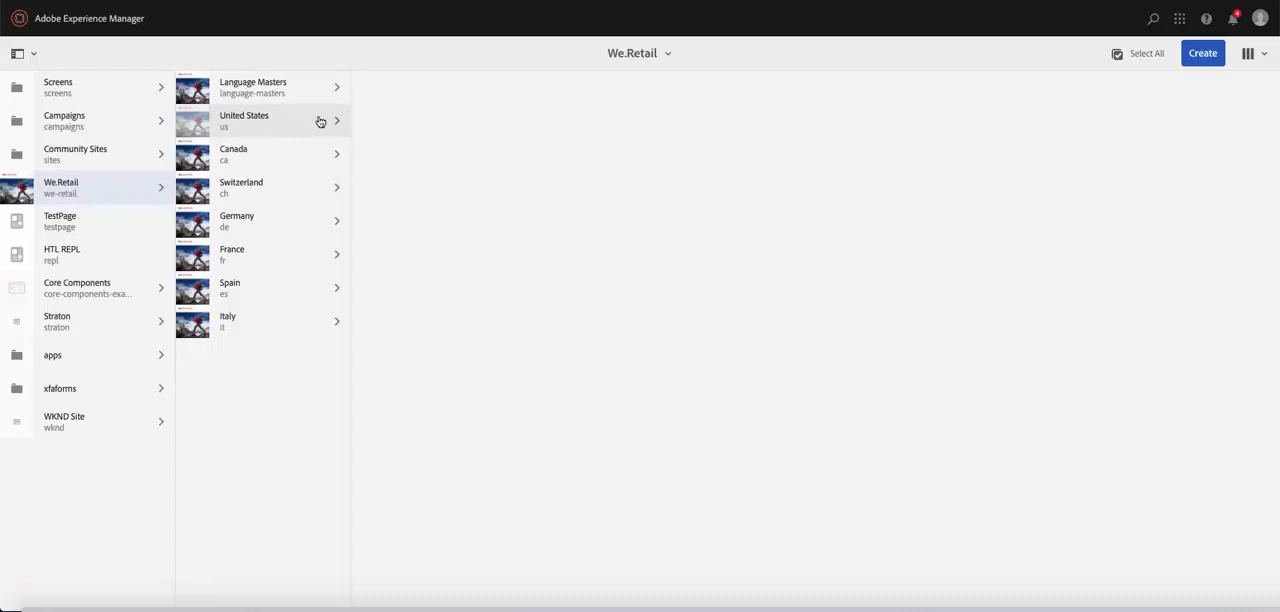 Adobe Experience Manager
4
We.Retail
Select All
Create
Screens
screens
Campaigns
campaigns
Community Sites
sites
We.Retail
we-retail
TestPage
testpage
HTL REPL
repl
Core Components
core-components-exa...
Straton
straton
apps
xfaforms
WKND Site
wknd
Language Masters
language-masters
United States
us
Canada
ca
Switzerland
ch
Germany
de
France
fr
Spain
es
Italy
it